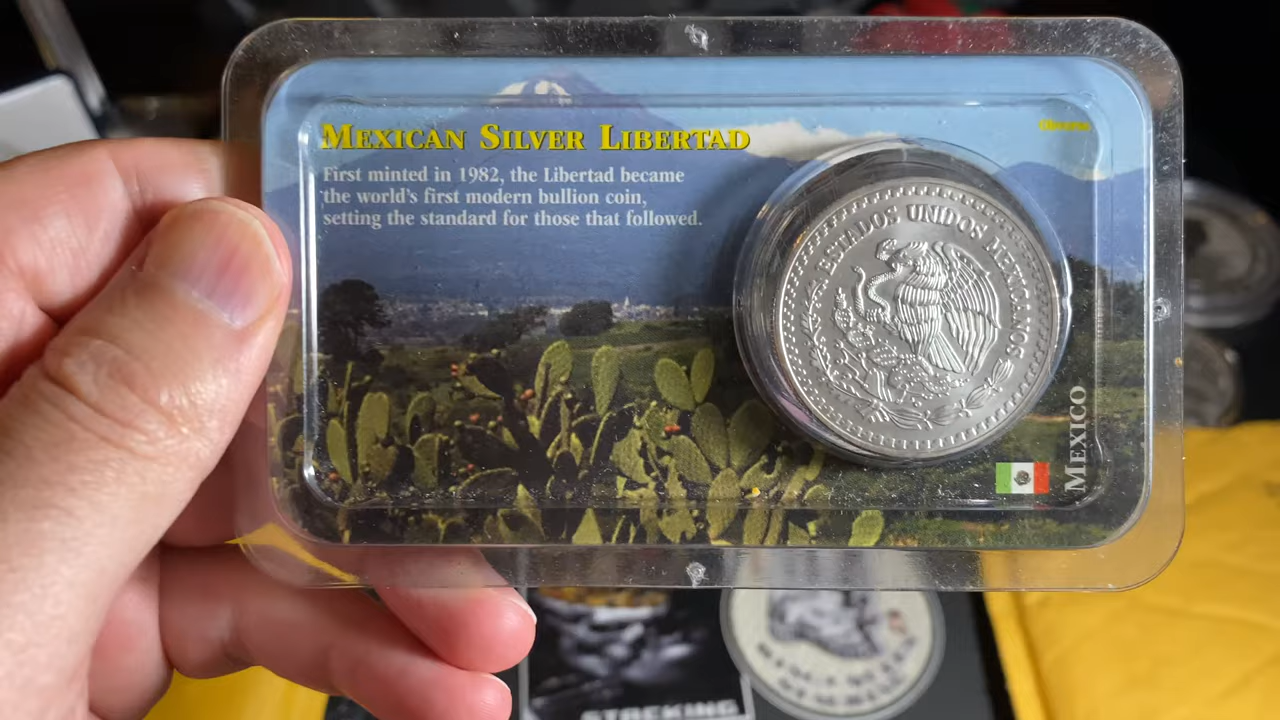 MEXICAN SILVER LIBERTAD
First minted in 1982, the Libertad became
the world's first modern bullion coin,
setting the standard for those that followed.
ESTADOS UNIDOS MEXICANOS
MEXICO